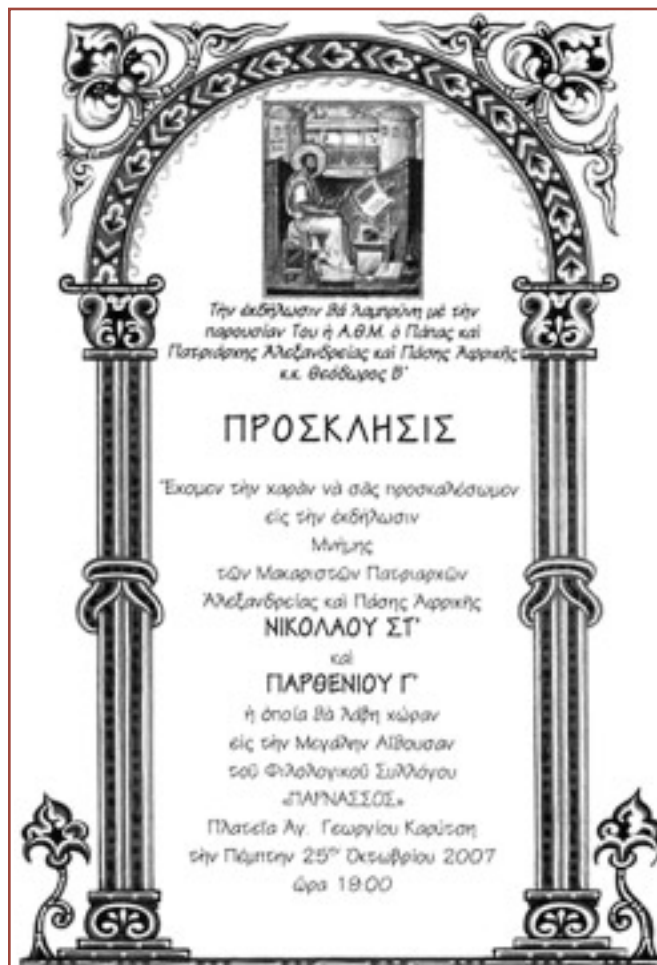 Τὴν ἐκδήλωσιν θὰ λαμπρύνη μὲ τὴν
παρουσίαν Του ἡ Α.Θ.Μ. ὁ Πάπας καὶ
Πατριάρχης Ἀλεξανδρείας καὶ Πάσης Ἀφρικῆς
κ.κ. Θεόδωρος Β'
ΠΡΟΣΚΛΗΣΙΣ
Ἔχομεν τὴν χαρὰν νὰ σᾶς προσκαλέσωμεν
εἰς τὴν ἐκδήλωσιν
Μνήμης
τῶν Μακαριστῶν Πατριαρχῶν
Ἀλεξανδρείας καὶ Πάσης Ἀφρικῆς
ΝΙΚΟΛΑΟΥ ΣΤ'
καὶ
ΠΑΡΘΕΝΙΟΥ Γ'
ἡ ὁποία θὰ λάβη χώραν
εἰς τὴν Μεγάλην Αἴθουσαν
τοῦ Φιλολογικοῦ Συλλόγου
«ΠΑΡΝΑΣΣΟΣ»
Πλατεῖα Ἁγ. Γεωργίου Καρύτση
τὴν Πέμπτην 25ην Ὀκτωβρίου 2007
ὥρα 19:00